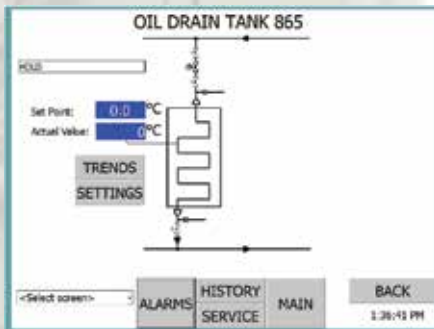 OIL DRAIN TANK 865
HOLD
Set Point: 0.0 °C
Actual Value: 0 °C
TRENDS
SETTINGS
<Select screen>
ALARMS
HISTORY
SERVICE
MAIN
BACK
1:36:41 PM